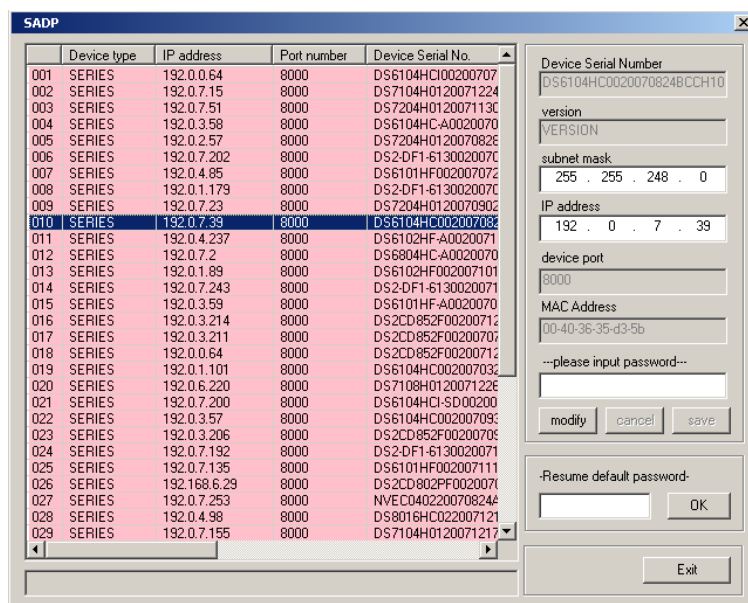 SADP
Device type IP address Port number Device Serial No.
001 SERIES 192.0.0.64 8000 DS6104HCI00200707
002 SERIES 192.0.7.15 8000 DS7104H0120071224
003 SERIES 192.0.7.51 8000 DS7204H012007113C
004 SERIES 192.0.3.58 8000 DS6104HC-A0020070
005 SERIES 192.0.2.57 8000 DS7204H0120070828
006 SERIES 192.0.7.202 8000 DS2-DF1-613002007C
007 SERIES 192.0.4.85 8000 DS6101HF002007072
008 SERIES 192.0.1.179 8000 DS2-DF1-613002007C
009 SERIES 192.0.7.23 8000 DS7204H0120070902
010 SERIES 192.0.7.39 8000 DS6104HC002007082
011 SERIES 192.0.4.237 8000 DS6102HF-A0020071
012 SERIES 192.0.7.2 8000 DS6804HC-A0020070
013 SERIES 192.0.1.89 8000 DS6102HF002007101
014 SERIES 192.0.7.243 8000 DS2-DF1-6130020071
015 SERIES 192.0.3.59 8000 DS6101HF-A0020070
016 SERIES 192.0.3.214 8000 DS2CD852F00200712
017 SERIES 192.0.3.211 8000 DS2CD852F00200707
018 SERIES 192.0.0.64 8000 DS2CD852F00200712
019 SERIES 192.0.1.101 8000 DS6104HC002007032
020 SERIES 192.0.6.220 8000 DS7108H0120071226
021 SERIES 192.0.7.200 8000 DS6104HCI-SD00200
022 SERIES 192.0.3.57 8000 DS6104HC002007093
023 SERIES 192.0.3.206 8000 DS2CD852F00200709
024 SERIES 192.0.7.192 8000 DS2-DF1-6130020071
025 SERIES 192.0.7.135 8000 DS6101HF002007111
026 SERIES 192.168.6.29 8000 DS2CD802PF0020070
027 SERIES 192.0.7.253 8000 NVEC040220070824A
028 SERIES 192.0.4.98 8000 DS8016HC022007121
029 SERIES 192.0.7.155 8000 DS7104H0120071217
Device Serial Number
DS6104HC0020070824BCCH10
version
VERSION
subnet mask
255 . 255 . 248 . 0
IP address
192 . 0 . 7 . 39
device port
8000
MAC Address
00-40-36-35-d3-5b
---please input password---
modify cancel save
-Resume default password-
OK
Exit